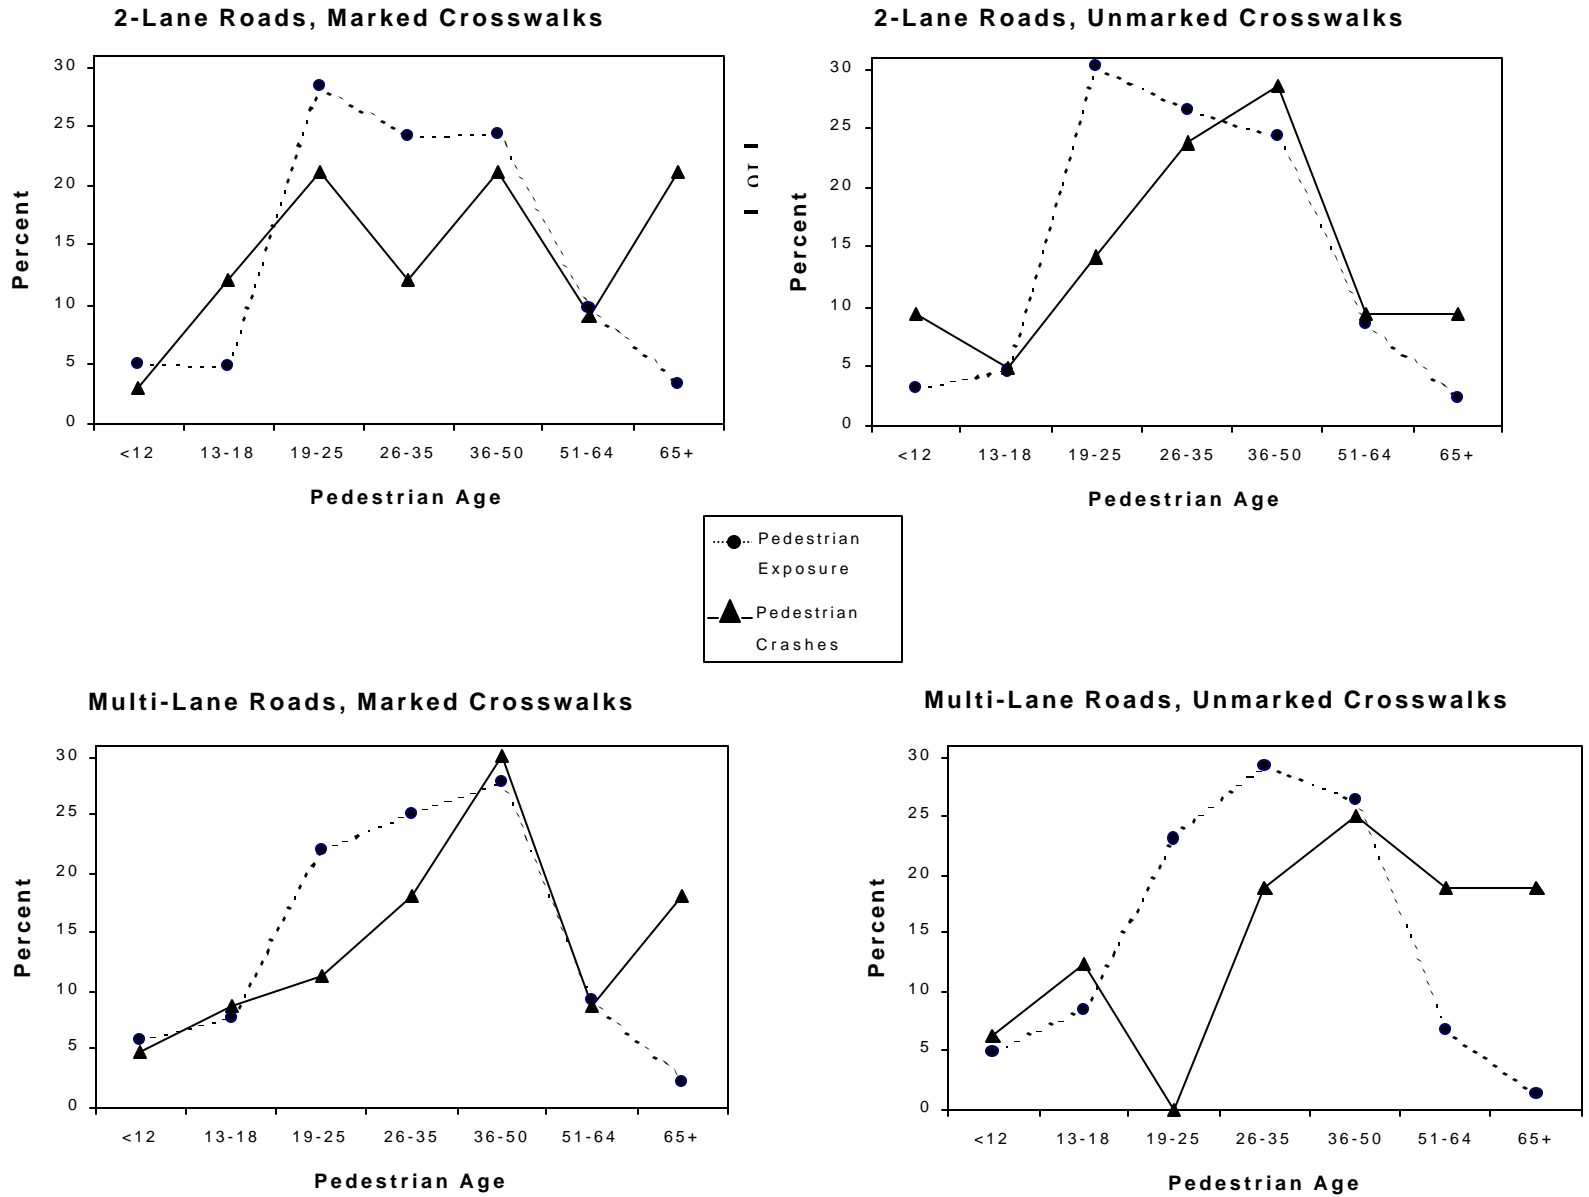 2-Lane Roads, Marked Crosswalks
30
25
20
15
10
5
0
Percent
<12 13-18 19-25 26-35 36-50 51-64 65+
Pedestrian Age
2-Lane Roads, Unmarked Crosswalks
30
25
20
15
10
5
0
Percent
<12 13-18 19-25 26-35 36-50 51-64 65+
Pedestrian Age
Pedestrian
Exposure
Pedestrian
Crashes
Multi-Lane Roads, Marked Crosswalks
30
25
20
15
10
5
0
Percent
<12 13-18 19-25 26-35 36-50 51-64 65+
Pedestrian Age
Multi-Lane Roads, Unmarked Crosswalks
30
25
20
15
10
5
0
Percent
<12 13-18 19-25 26-35 36-50 51-64 65+
Pedestrian Age